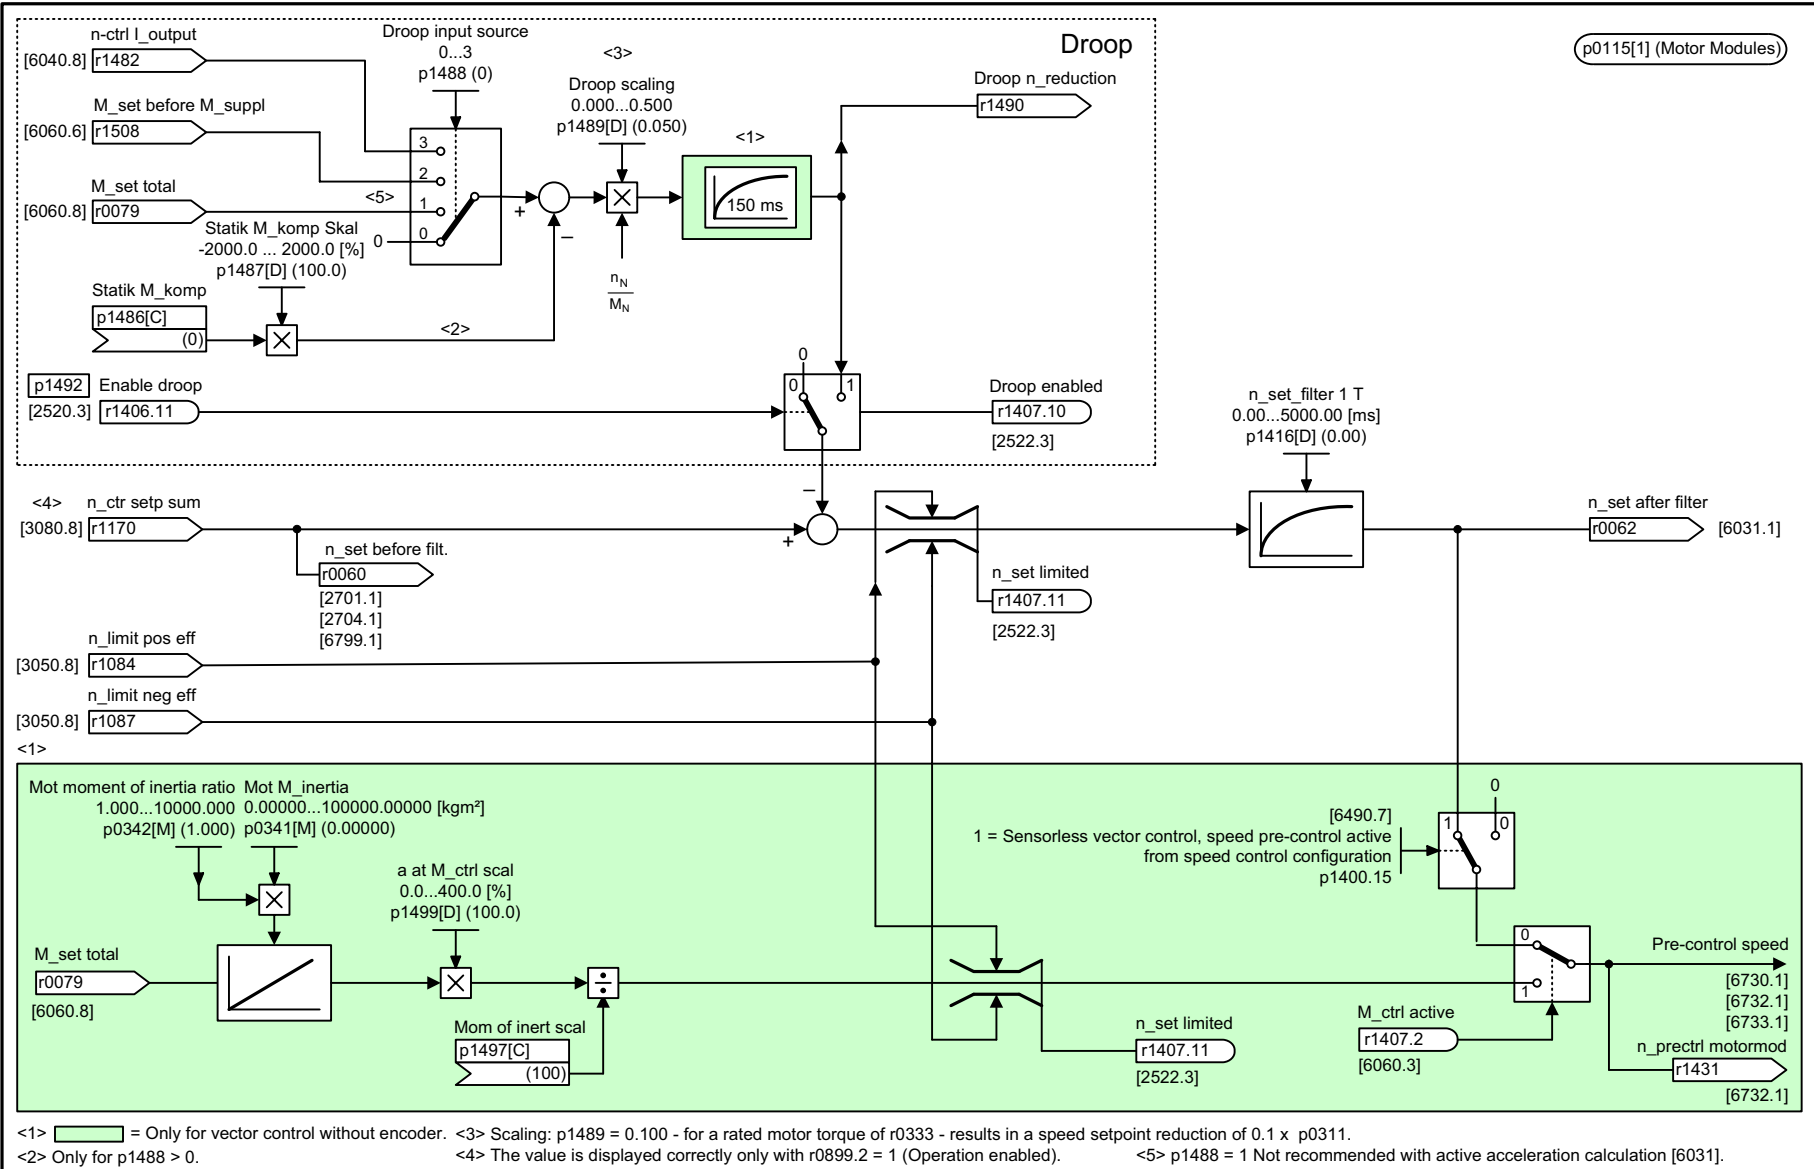 Droop
p0115[1] (Motor Modules)
n-ctrl I_output
[6040.8] r1482
M_set before M_suppl
[6060.6] r1508
M_set total
[6060.8] r0079
Droop input source
0...3
p1488 (0)
3
2
<5>
1
0
0
Statik M_komp Skal
-2000.0 ... 2000.0 [%]
p1487[D] (100.0)
Statik M_komp
p1486[C]
(0)
<2>
+
–
<3>
Droop scaling
0.000...0.500
p1489[D] (0.050)
nN
MN
<1>
150 ms
Droop n_reduction
r1490
p1492 Enable droop
[2520.3] r1406.11
0
0
1
Droop enabled
r1407.10
[2522.3]
n_set_filter 1 T
0.00...5000.00 [ms]
p1416[D] (0.00)
<4> n_ctr setp sum
[3080.8] r1170
–
+
n_set before filt.
r0060
[2701.1]
[2704.1]
[6799.1]
n_set limited
r1407.11
[2522.3]
n_set after filter
r0062 [6031.1]
n_limit pos eff
[3050.8] r1084
n_limit neg eff
[3050.8] r1087
<1>
Mot moment of inertia ratio
1.000...10000.000
p0342[M] (1.000)
Mot M_inertia
0.00000...100000.00000 [kgm²]
p0341[M] (0.00000)
a at M_ctrl scal
0.0...400.0 [%]
p1499[D] (100.0)
M_set total
r0079
[6060.8]
÷
Mom of inert scal
p1497[C]
(100)
n_set limited
r1407.11
[2522.3]
[6490.7]
1 = Sensorless vector control, speed pre-control active
from speed control configuration
p1400.15
0
1
0
0
1
M_ctrl active
r1407.2
[6060.3]
Pre-control speed
[6730.1]
[6732.1]
[6733.1]
n_prectrl motormod
r1431
[6732.1]
<1> = Only for vector control without encoder. <3> Scaling: p1489 = 0.100 - for a rated motor torque of r0333 - results in a speed setpoint reduction of 0.1 x p0311.
<2> Only for p1488 > 0. <4> The value is displayed correctly only with r0899.2 = 1 (Operation enabled). <5> p1488 = 1 Not recommended with active acceleration calculation [6031].